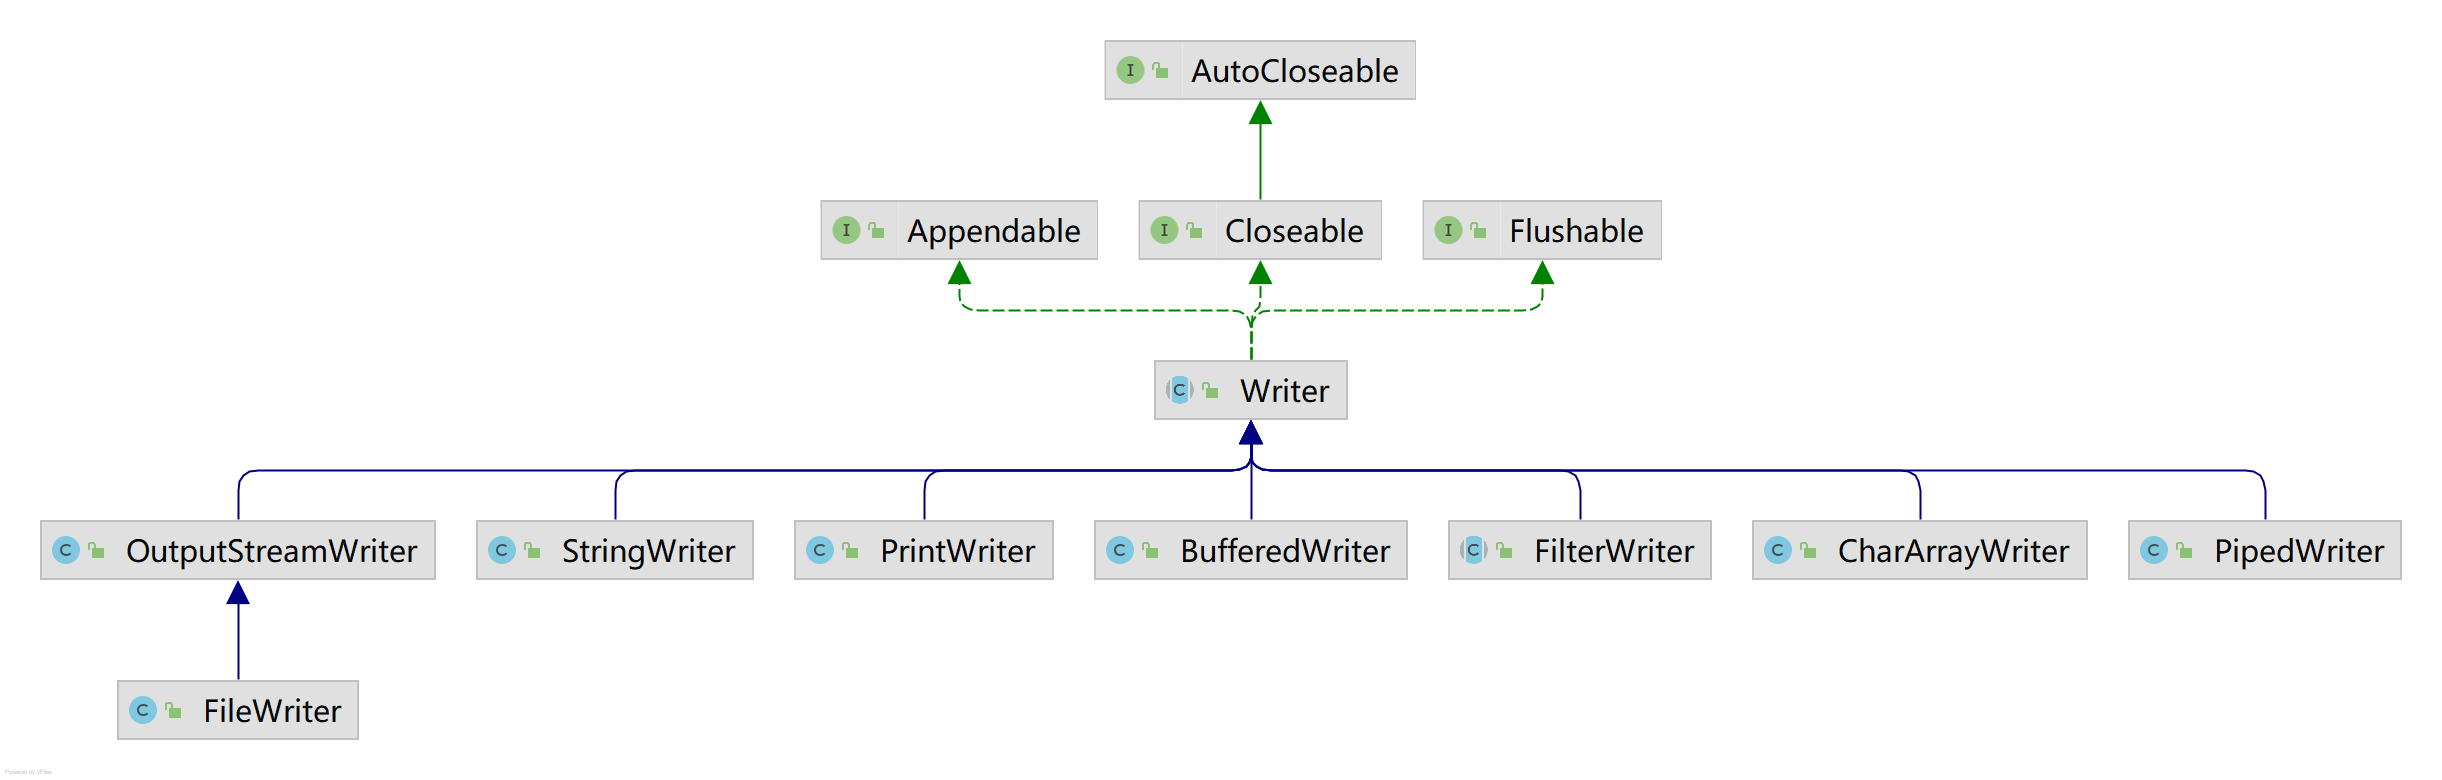 I AutoCloseable
I Appendable
I Closeable
I Flushable
C Writer
C OutputStreamWriter
C StringWriter
C PrintWriter
C BufferedWriter
C FilterWriter
C CharArrayWriter
C PipedWriter
C FileWriter
Powered by yFiles